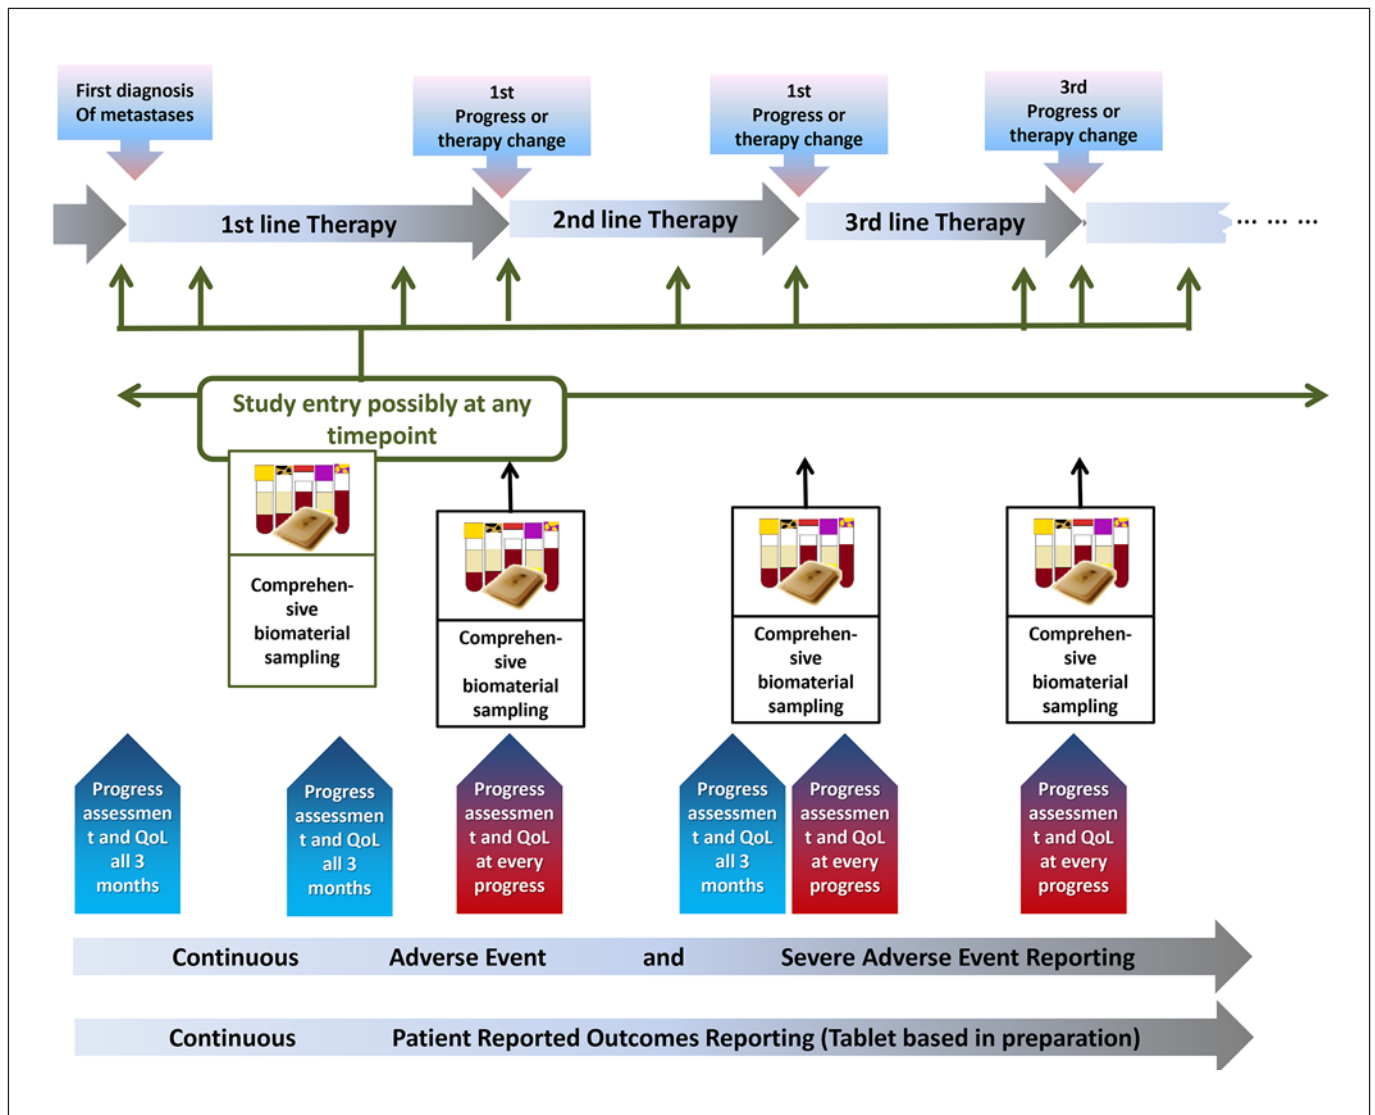 First diagnosis
Of metastases
1st
Progress or
therapy change
1st
Progress or
therapy change
3rd
Progress or
therapy change
1st line Therapy
2nd line Therapy
3rd line Therapy
... ... ...
Study entry possibly at any
timepoint
Comprehen-
sive
biomaterial
sampling
Comprehen-
sive
biomaterial
sampling
Comprehen-
sive
biomaterial
sampling
Comprehen-
sive
biomaterial
sampling
Progress
assessmen
t and QoL
all 3
months
Progress
assessmen
t and QoL
all 3
months
Progress
assessmen
t and QoL
at every
progress
Progress
assessmen
t and QoL
all 3
months
Progress
assessmen
t and QoL
at every
progress
Progress
assessmen
t and QoL
at every
progress
Continuous Adverse Event and Severe Adverse Event Reporting
Continuous Patient Reported Outcomes Reporting (Tablet based in preparation)